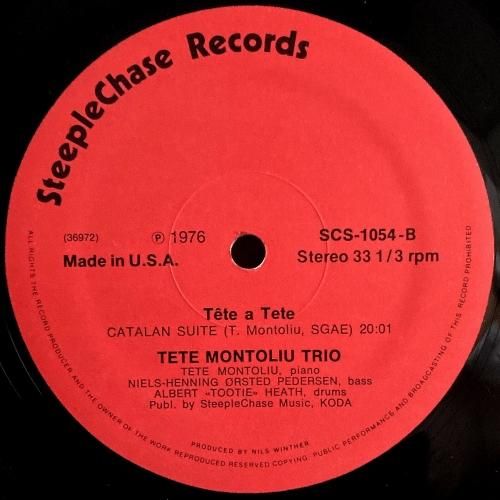 SteepleChase Records
(36972)
℗ 1976
SCS-1054-B
Made in U.S.A.
Stereo 33 1/3 rpm
Tête a Tete
CATALAN SUITE (T. Montoliu, SGAE) 20:01
TETE MONTOLIU TRIO
TETE MONTOLIU, piano
NIELS-HENNING ØRSTED PEDERSEN, bass
ALBERT «TOOTIE» HEATH, drums
Publ. by SteepleChase Music, KODA
PRODUCED BY NILS WINTHER
ALL RIGHTS THE RECORD PRODUCER AND THE OWNER OF THE WORK REPRODUCED RESERVED COPYING. PUBLIC PERFORMANCE AND BROADCASTING OF THIS RECORD PROHIBITED